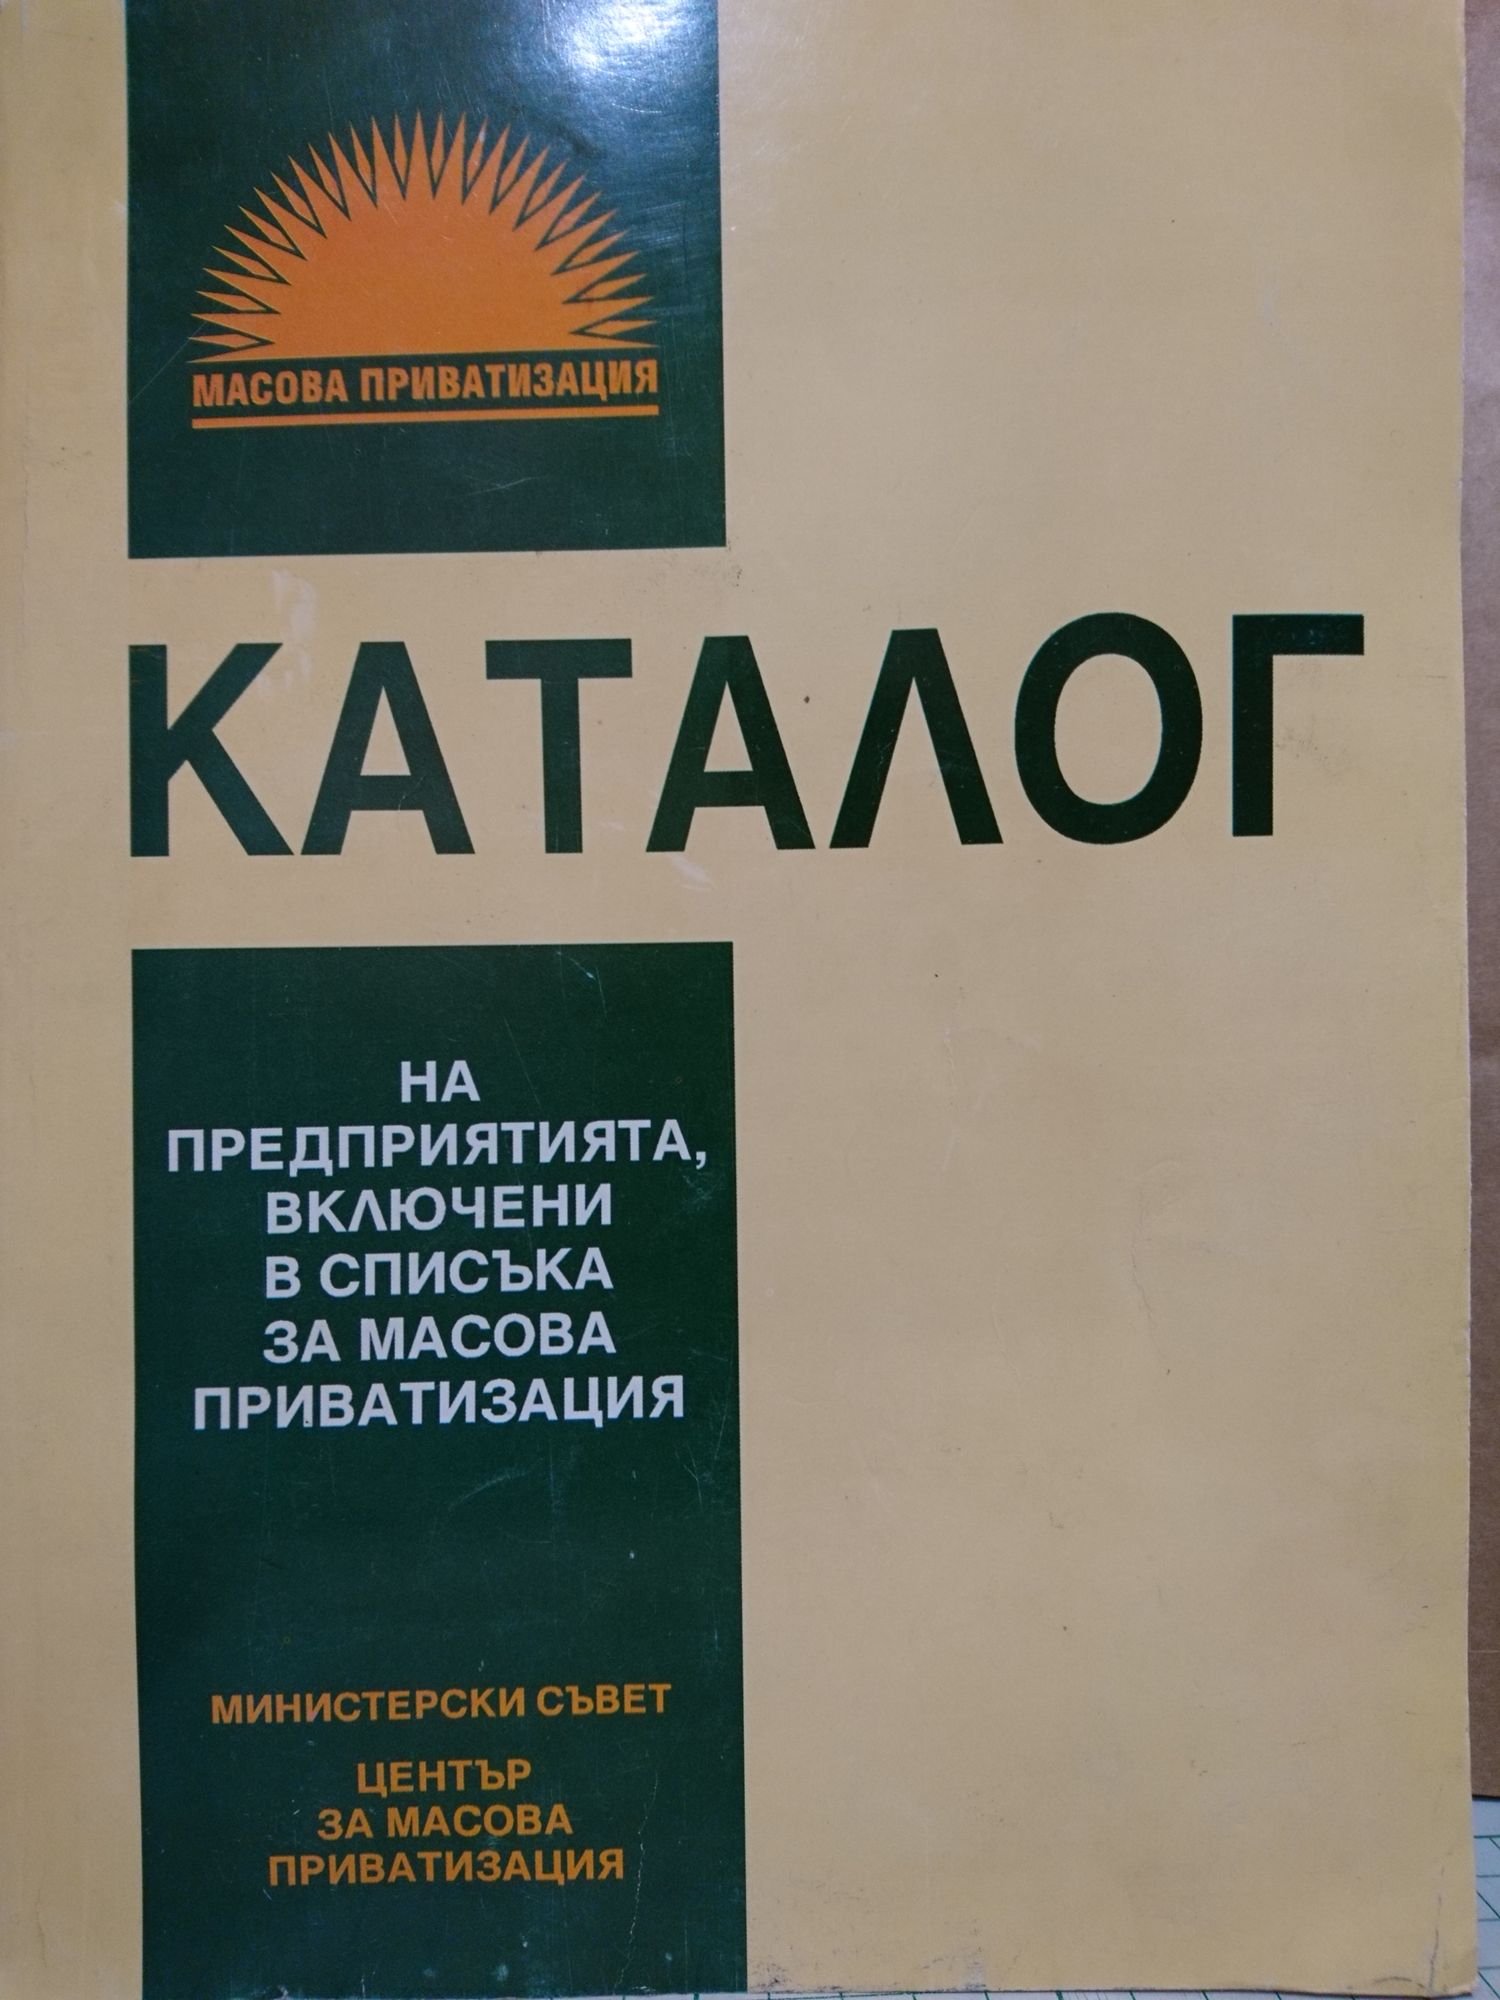 МАСОВА ПРИВАТИЗАЦИЯ
КАТАЛОГ
НА
ПРЕДПРИЯТИЯТА,
ВКЛЮЧЕНИ
В СПИСЪКА
ЗА МАСОВА
ПРИВАТИЗАЦИЯ
МИНИСТЕРСКИ СЪВЕТ
ЦЕНТЪР
ЗА МАСОВА
ПРИВАТИЗАЦИЯ